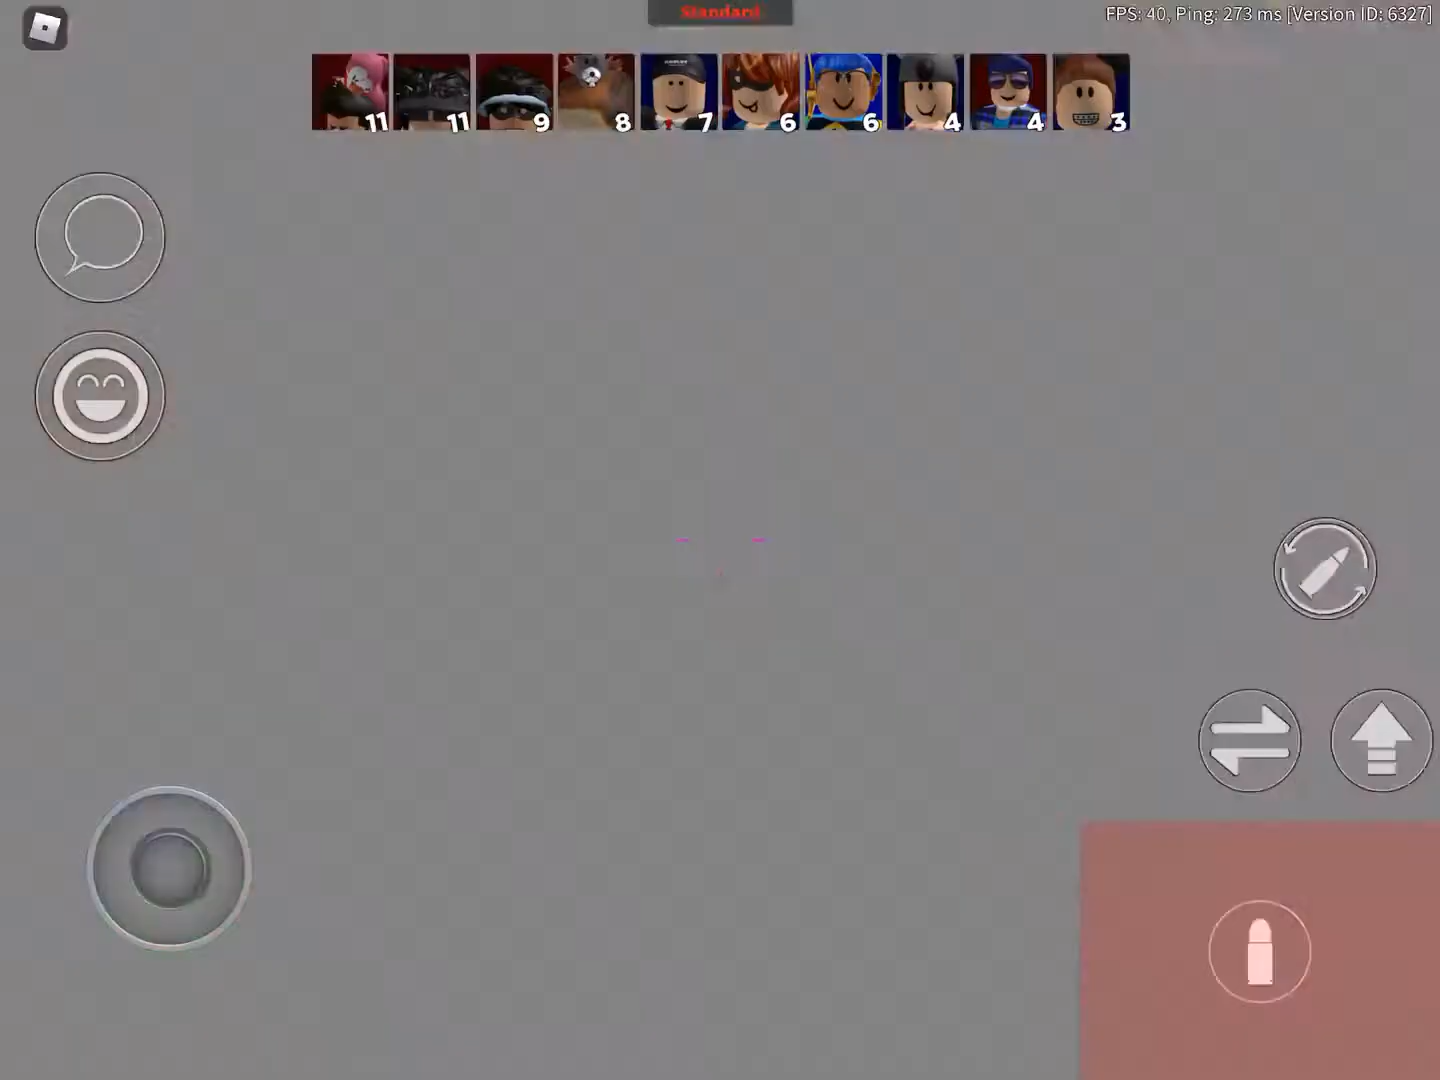 Standard
FPS: 40, Ping: 273 ms [Version ID: 6327]
11 11 9 8 7 6 6 4 4 3